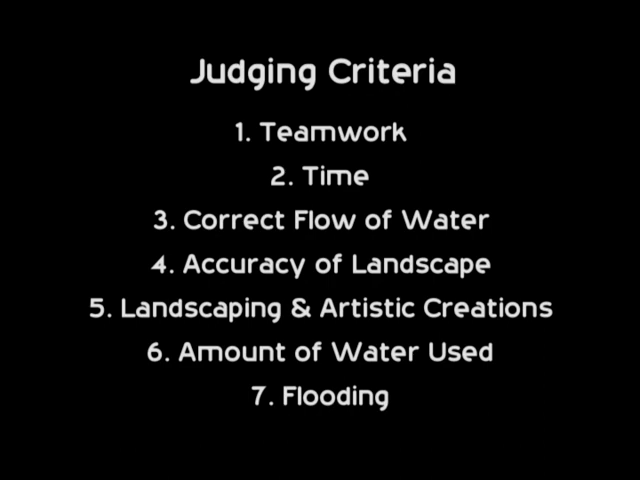 Judging Criteria
1. Teamwork
2. Time
3. Correct Flow of Water
4. Accuracy of Landscape
5. Landscaping & Artistic Creations
6. Amount of Water Used
7. Flooding